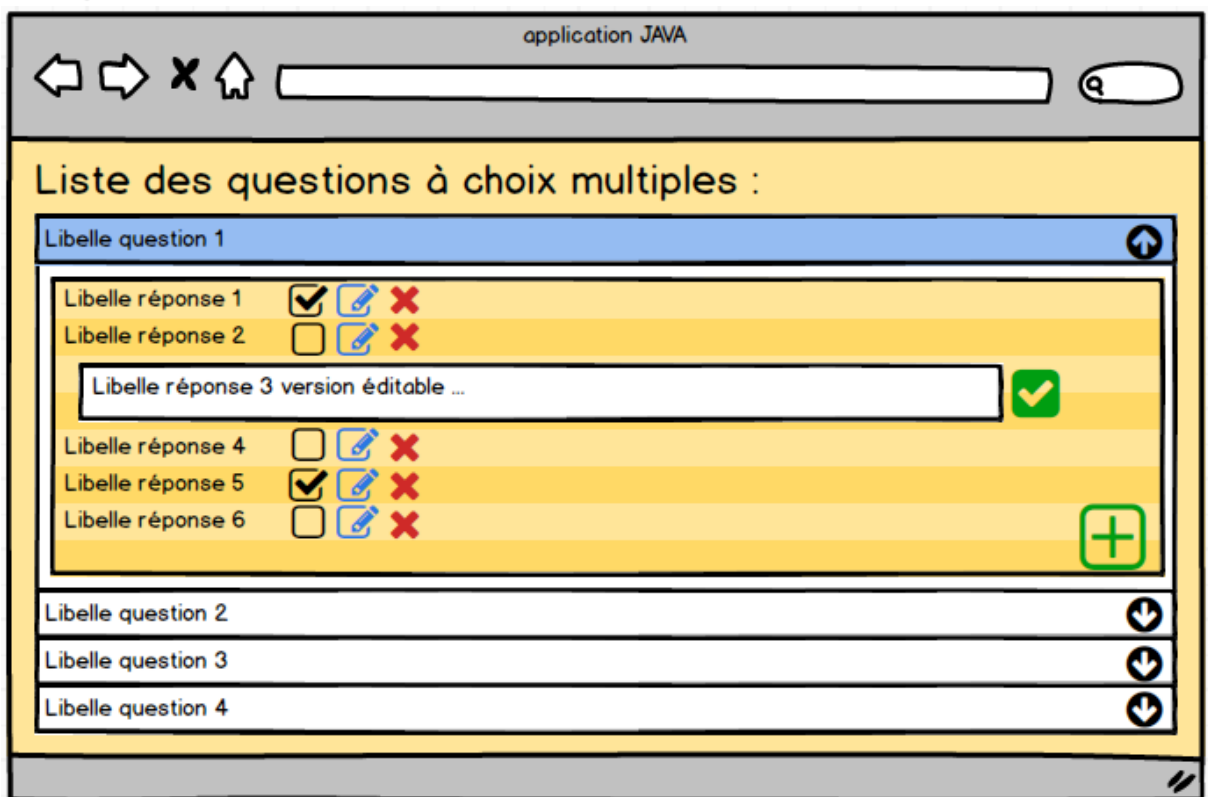 application JAVA
Liste des questions à choix multiples :
Libelle question 1
Libelle réponse 1
Libelle réponse 2
Libelle réponse 3 version éditable ...
Libelle réponse 4
Libelle réponse 5
Libelle réponse 6
Libelle question 2
Libelle question 3
Libelle question 4